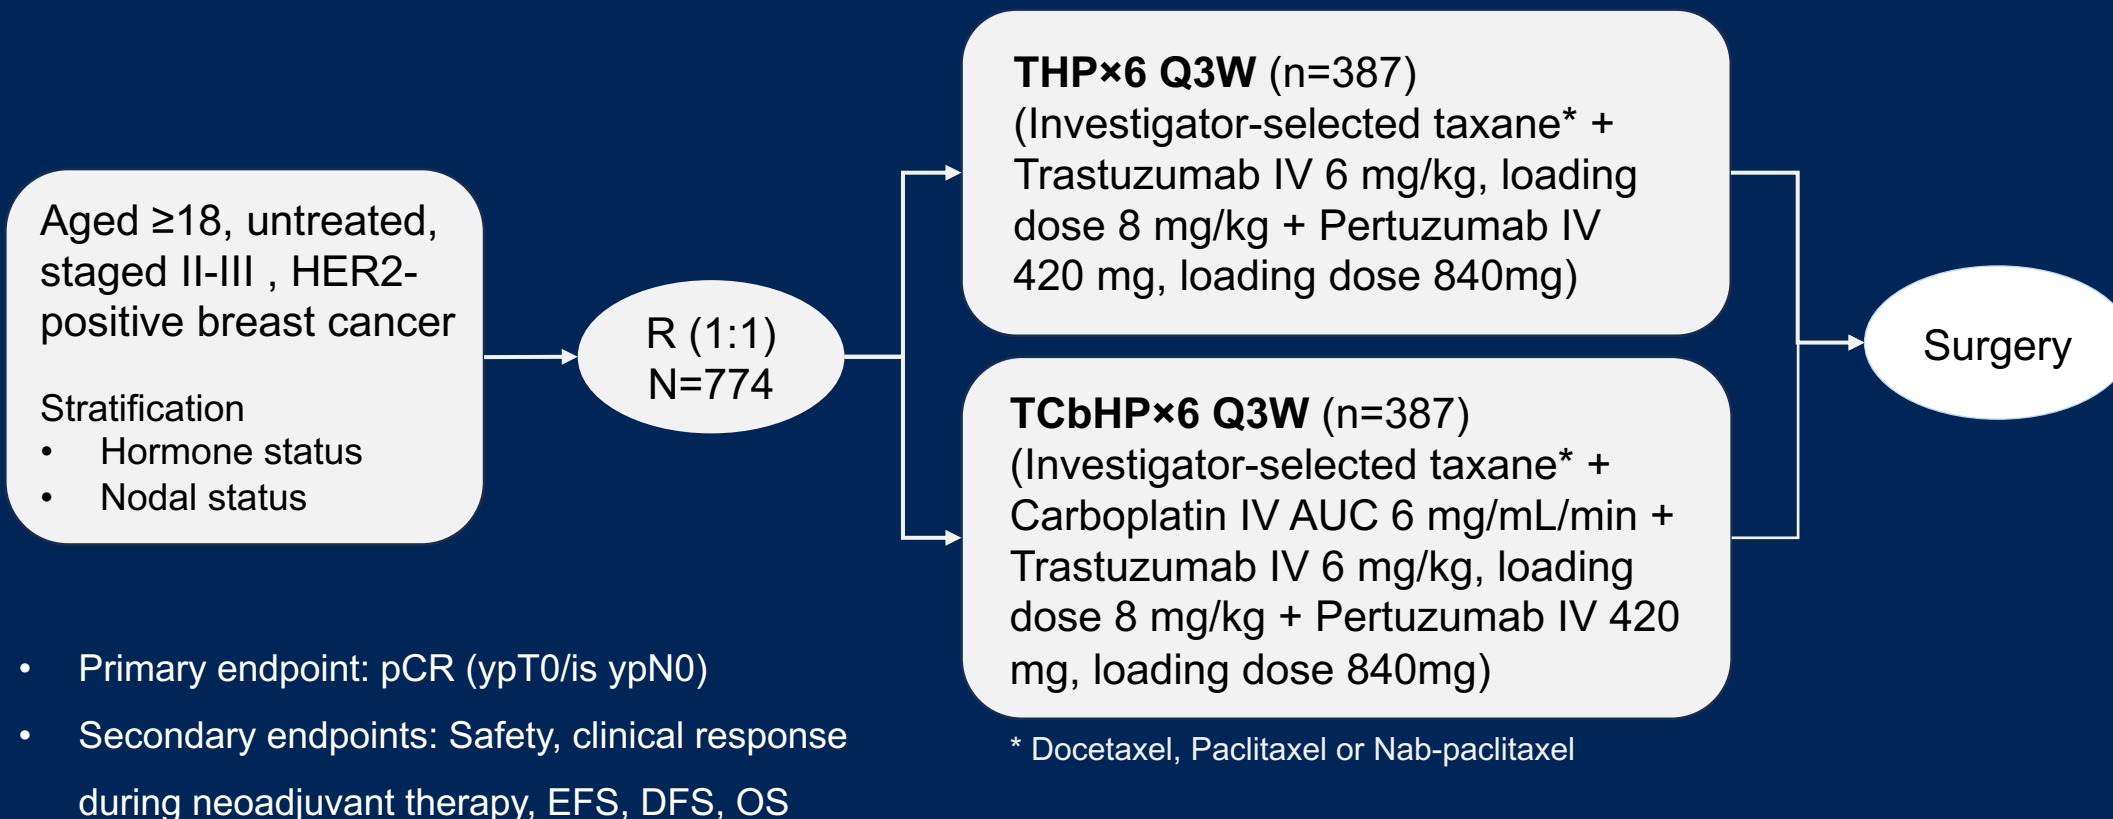 Aged ≥18, untreated,
staged II-III , HER2-
positive breast cancer
Stratification
• Hormone status
• Nodal status
R (1:1)
N=774
THP×6 Q3W (n=387)
(Investigator-selected taxane* +
Trastuzumab IV 6 mg/kg, loading
dose 8 mg/kg + Pertuzumab IV
420 mg, loading dose 840mg)
TCbHP×6 Q3W (n=387)
(Investigator-selected taxane* +
Carboplatin IV AUC 6 mg/mL/min +
Trastuzumab IV 6 mg/kg, loading
dose 8 mg/kg + Pertuzumab IV 420
mg, loading dose 840mg)
Surgery
• Primary endpoint: pCR (ypT0/is ypN0)
• Secondary endpoints: Safety, clinical response
during neoadjuvant therapy, EFS, DFS, OS
* Docetaxel, Paclitaxel or Nab-paclitaxel